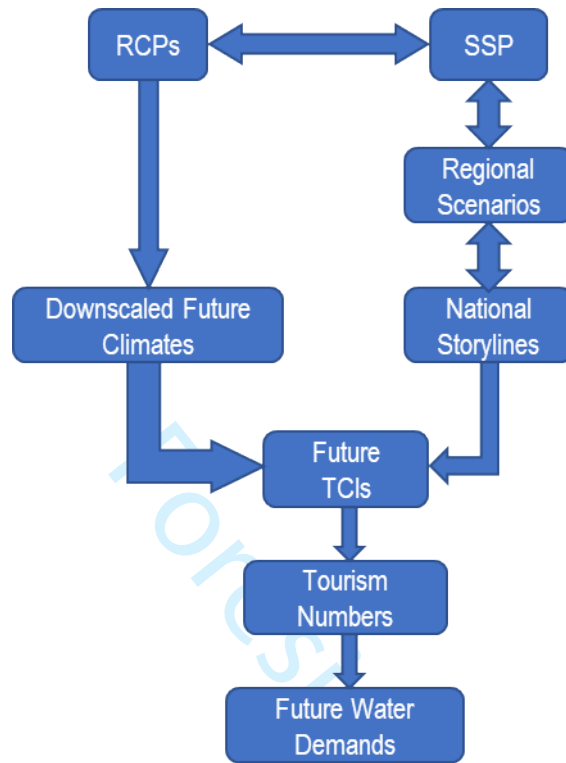 RCPs
SSP
Regional
Scenarios
Downscaled Future
Climates
National
Storylines
Future
TCIs
Tourism
Numbers
Future Water
Demands